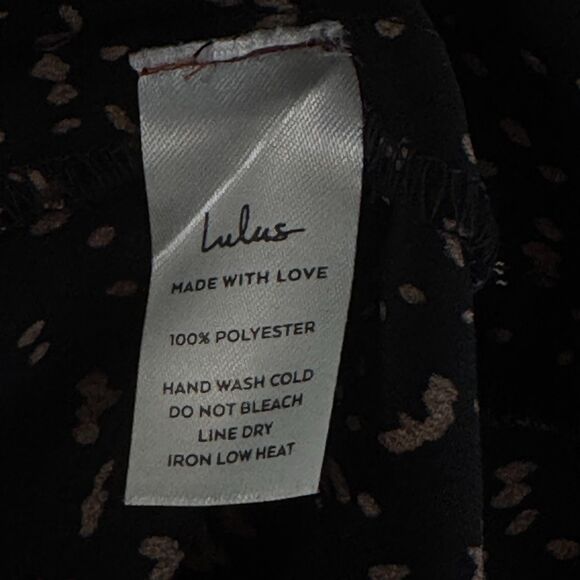 Lulus
MADE WITH LOVE
100% POLYESTER
HAND WASH COLD
DO NOT BLEACH
LINE DRY
IRON LOW HEAT